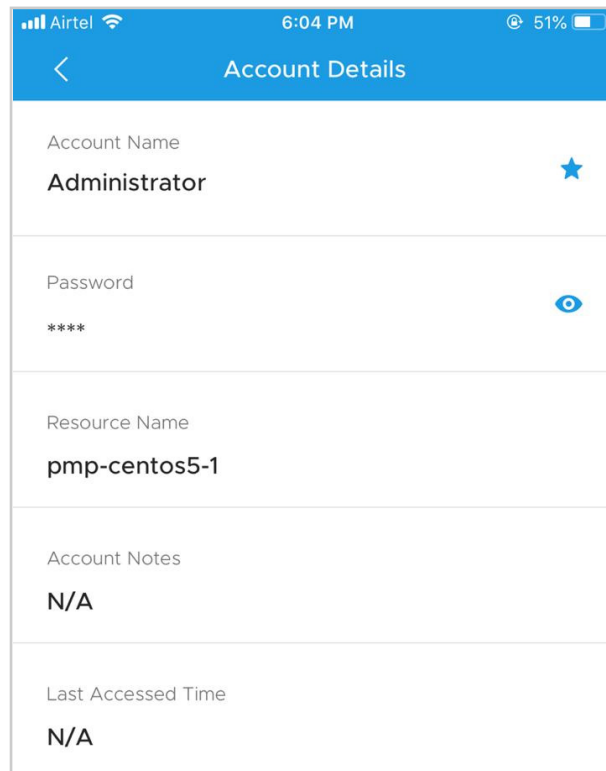 Airtel 6:04 PM 51%
Account Details
Account Name
Administrator
Password
****
Resource Name
pmp-centos5-1
Account Notes
N/A
Last Accessed Time
N/A